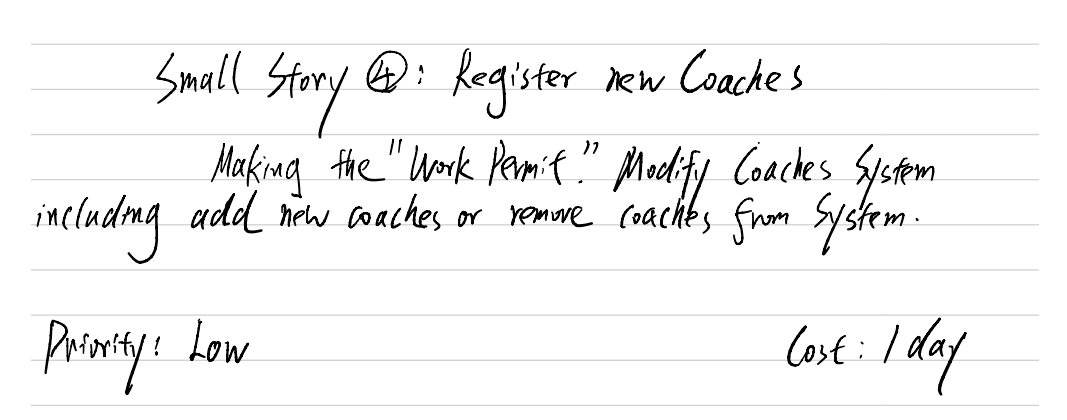 Small Story ④: Register new Coaches
Making the "Work Permit." Modify Coaches System
including add new coaches or remove coaches from System.
Priority: Low
Cost: 1 day